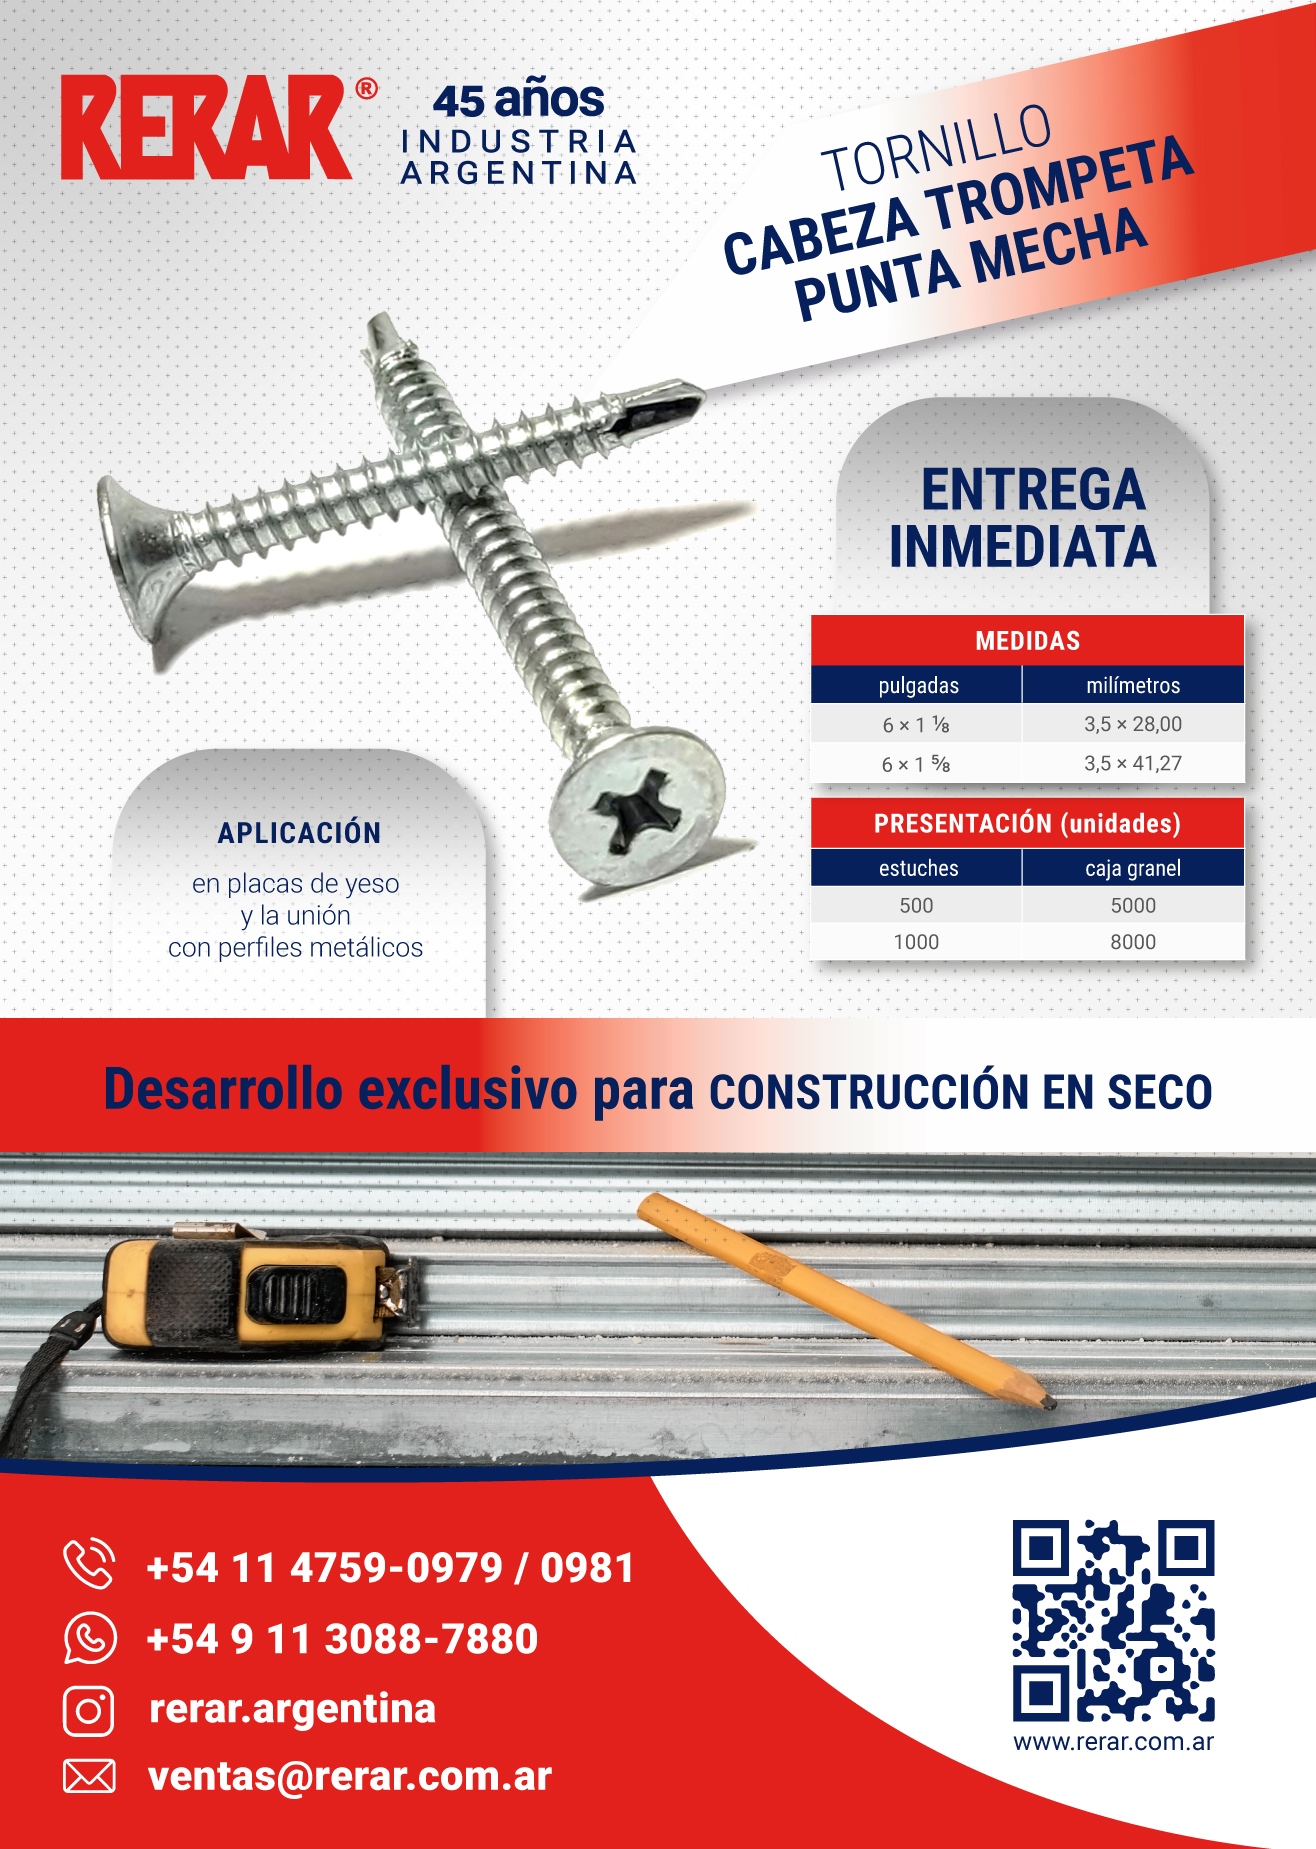 RERAR®
45 años
INDUSTRIA
ARGENTINA
TORNILLO
CABEZA TROMPETA
PUNTA MECHA
ENTREGA
INMEDIATA
MEDIDAS
pulgadas milímetros
6 × 1 ⅛ 3,5 × 28,00
6 × 1 ⅝ 3,5 × 41,27
PRESENTACIÓN (unidades)
estuches caja granel
500 5000
1000 8000
APLICACIÓN
en placas de yeso
y la unión
con perfiles metálicos
Desarrollo exclusivo para CONSTRUCCIÓN EN SECO
+54 11 4759-0979 / 0981
+54 9 11 3088-7880
rerar.argentina
ventas@rerar.com.ar
www.rerar.com.ar